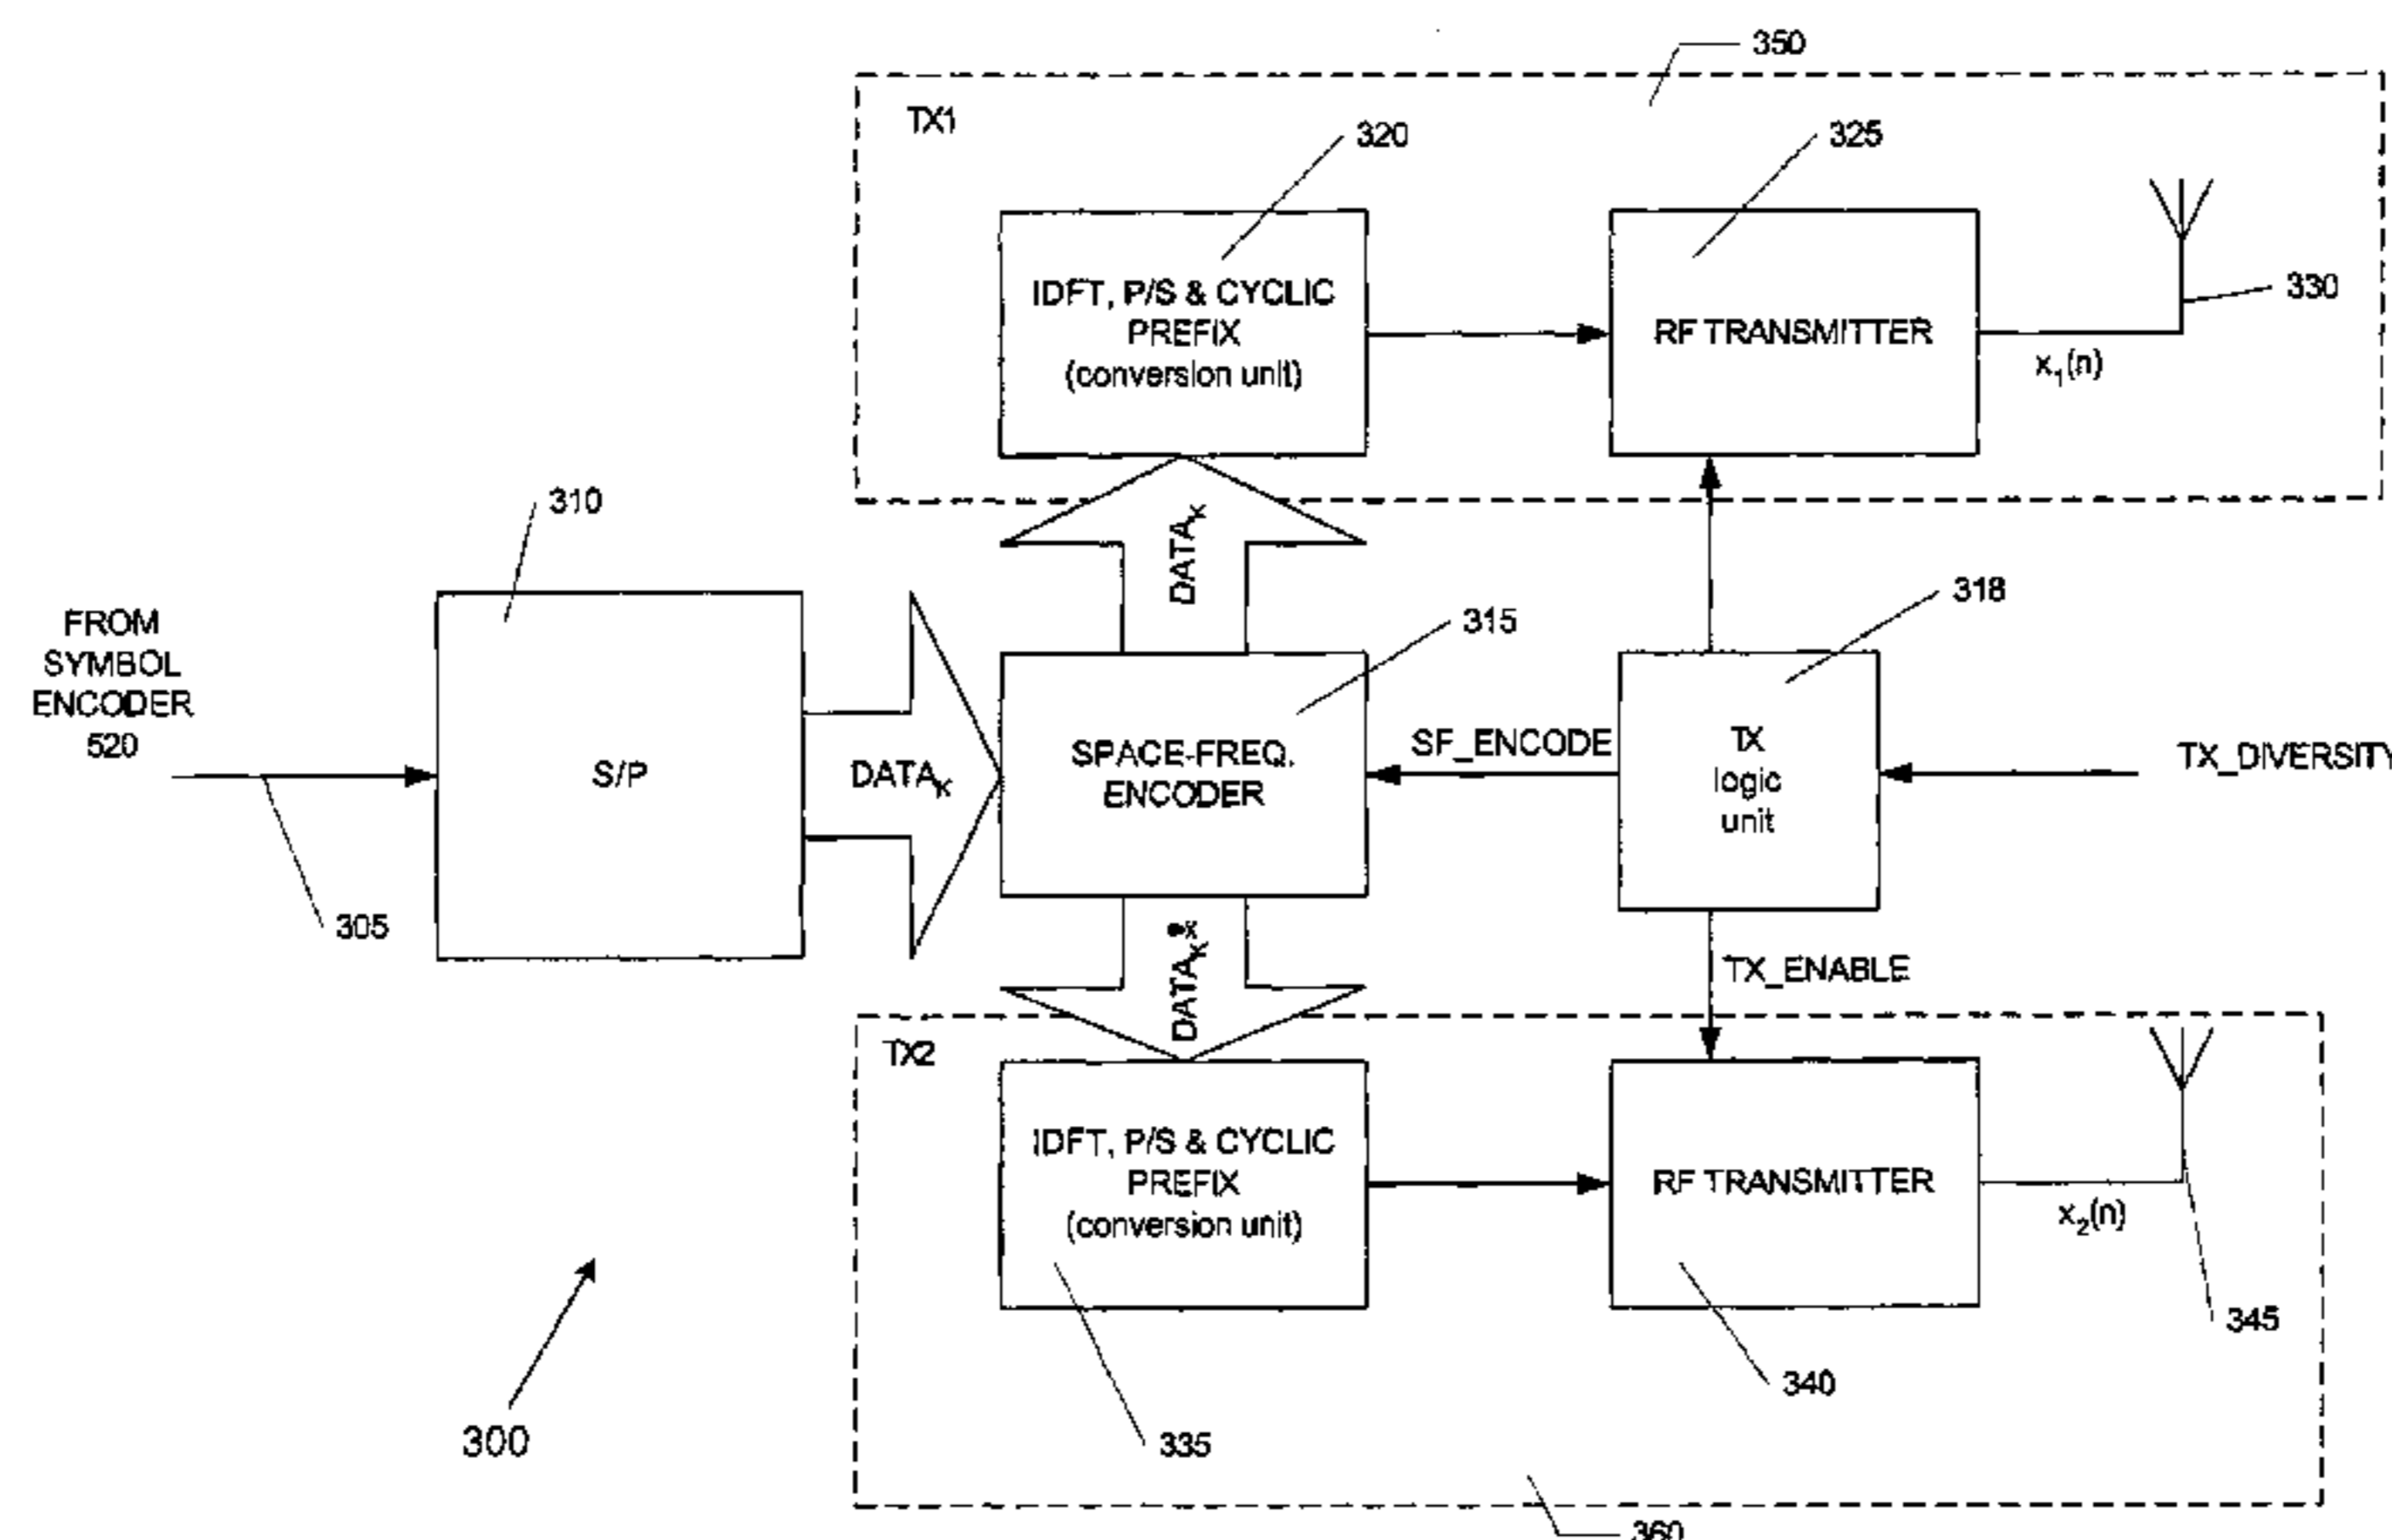 350
TX1
320
325
IDFT, P/S & CYCLIC
PREFIX
(conversion unit)
RF TRANSMITTER
330
x₁(n)
310
DATAK
318
FROM
SYMBOL
ENCODER
520
315
S/P
DATAK
SPACE-FREQ.
ENCODER
SF_ENCODE
TX
logic
unit
TX_DIVERSITY
305
DATAK
TX_ENABLE
TX2
IDFT, P/S & CYCLIC
PREFIX
(conversion unit)
RF TRANSMITTER
x₂(n)
345
340
335
300
360